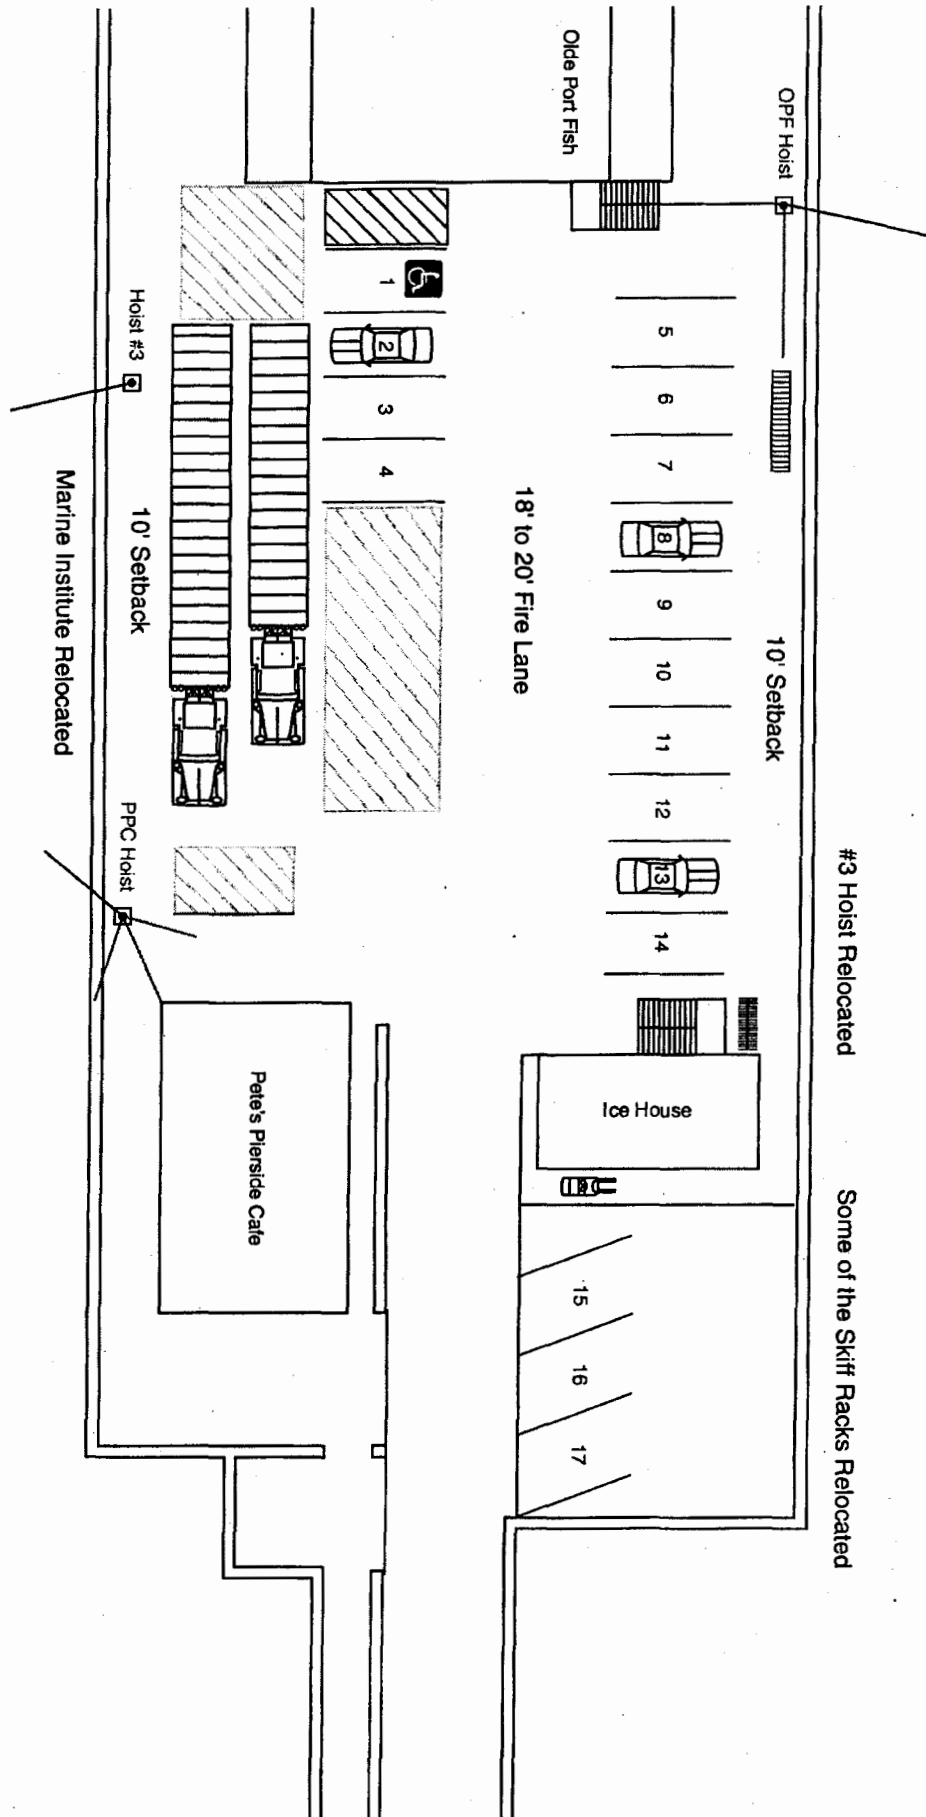 Olde Port Fish
OPF Hoist
1
2
3
4
5
6
7
8
9
10
11
12
13
14
Hoist #3
10' Setback
Marine Institute Relocated
18' to 20' Fire Lane
10' Setback
PPC Hoist
#3 Hoist Relocated
Pete's Pierside Cafe
Ice House
Some of the Skiff Racks Relocated
15
16
17